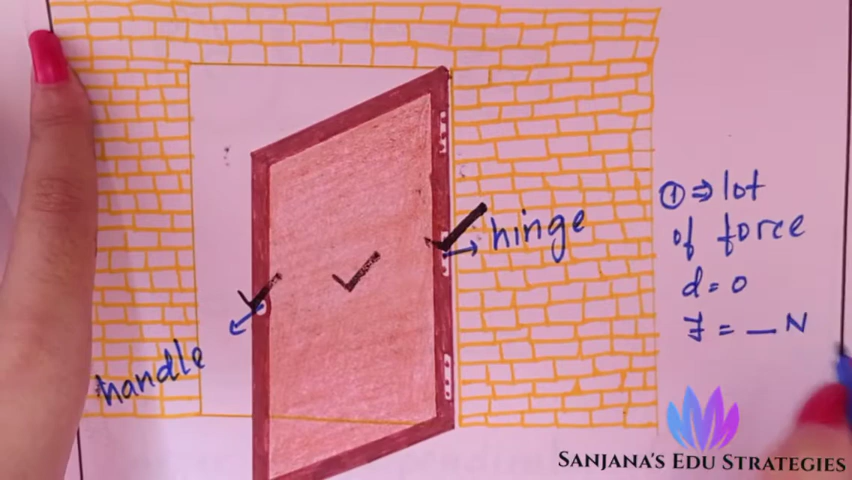 hinge
handle
① ⇒ lot
of force
d = 0
F = __ N
SANJANA'S EDU STRATEGIES